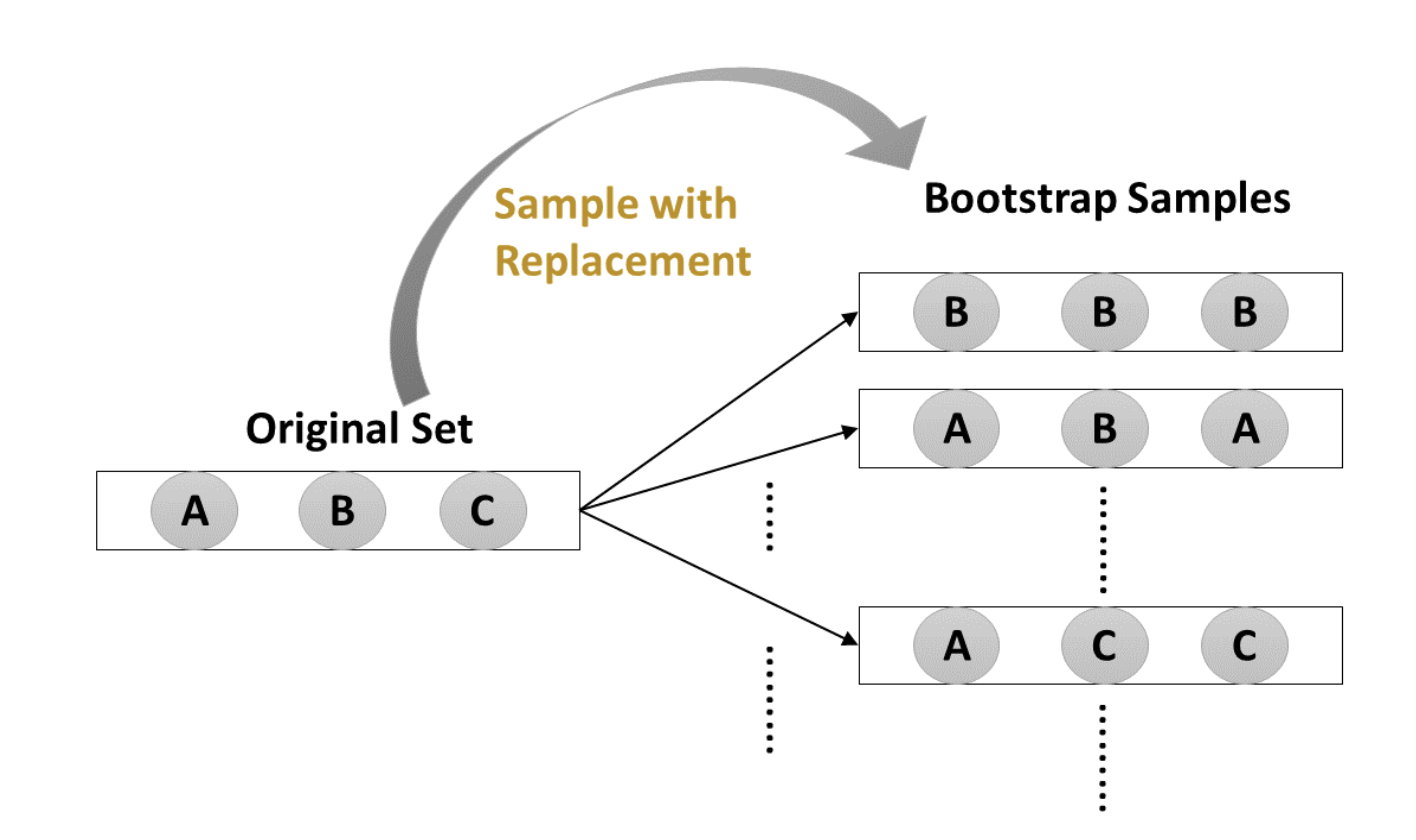 Sample with
Replacement
Bootstrap Samples
B B B
A B A
Original Set
A B C
A C C